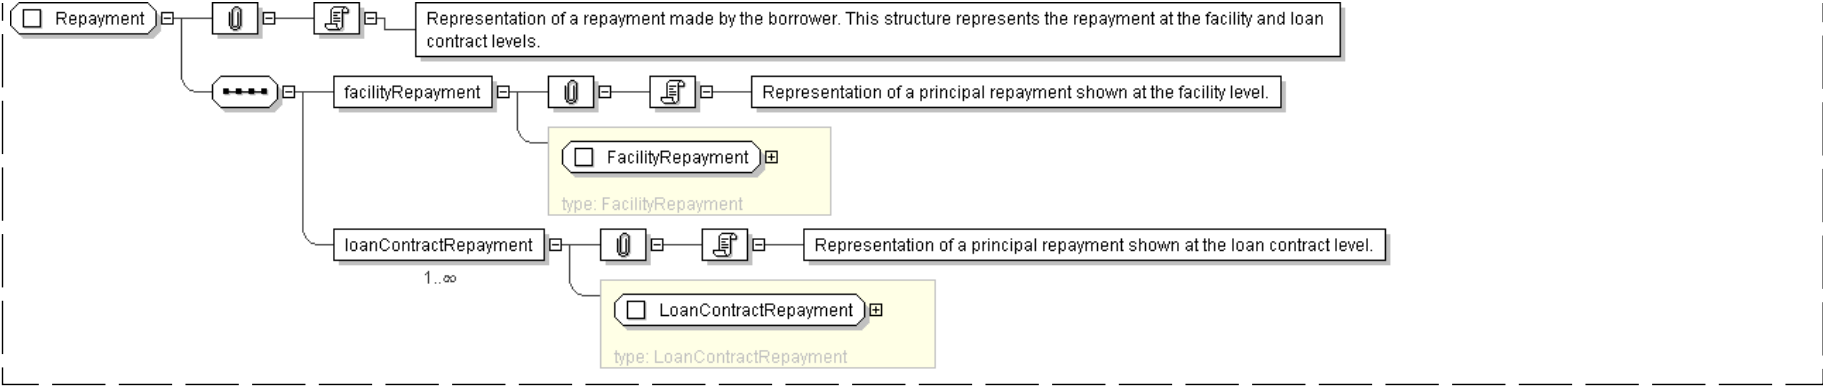 Repayment
Representation of a repayment made by the borrower. This structure represents the repayment at the facility and loan
contract levels.
facilityRepayment
Representation of a principal repayment shown at the facility level.
FacilityRepayment
type: FacilityRepayment
loanContractRepayment
Representation of a principal repayment shown at the loan contract level.
1..∞
LoanContractRepayment
type: LoanContractRepayment